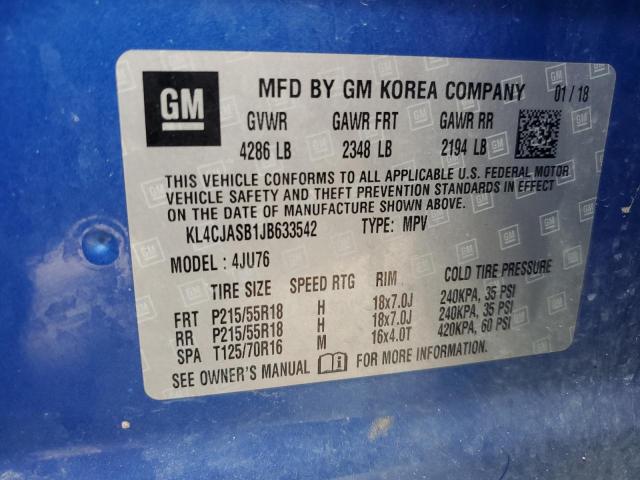 GM MFD BY GM KOREA COMPANY 01/18
GVWR GAWR FRT GAWR RR
4286 LB 2348 LB 2194 LB
THIS VEHICLE CONFORMS TO ALL APPLICABLE U.S. FEDERAL MOTOR
VEHICLE SAFETY AND THEFT PREVENTION STANDARDS IN EFFECT
ON THE DATE OF MANUFACTURE SHOWN ABOVE.
KL4CJASB1JB633542 TYPE: MPV
MODEL : 4JU76
TIRE SIZE SPEED RTG RIM COLD TIRE PRESSURE
FRT P215/55R18 H 18x7.0J 240KPA, 35 PSI
RR P215/55R18 H 18x7.0J 240KPA, 35 PSI
SPA T125/70R16 M 16x4.0T 420KPA, 60 PSI
SEE OWNER'S MANUAL FOR MORE INFORMATION.